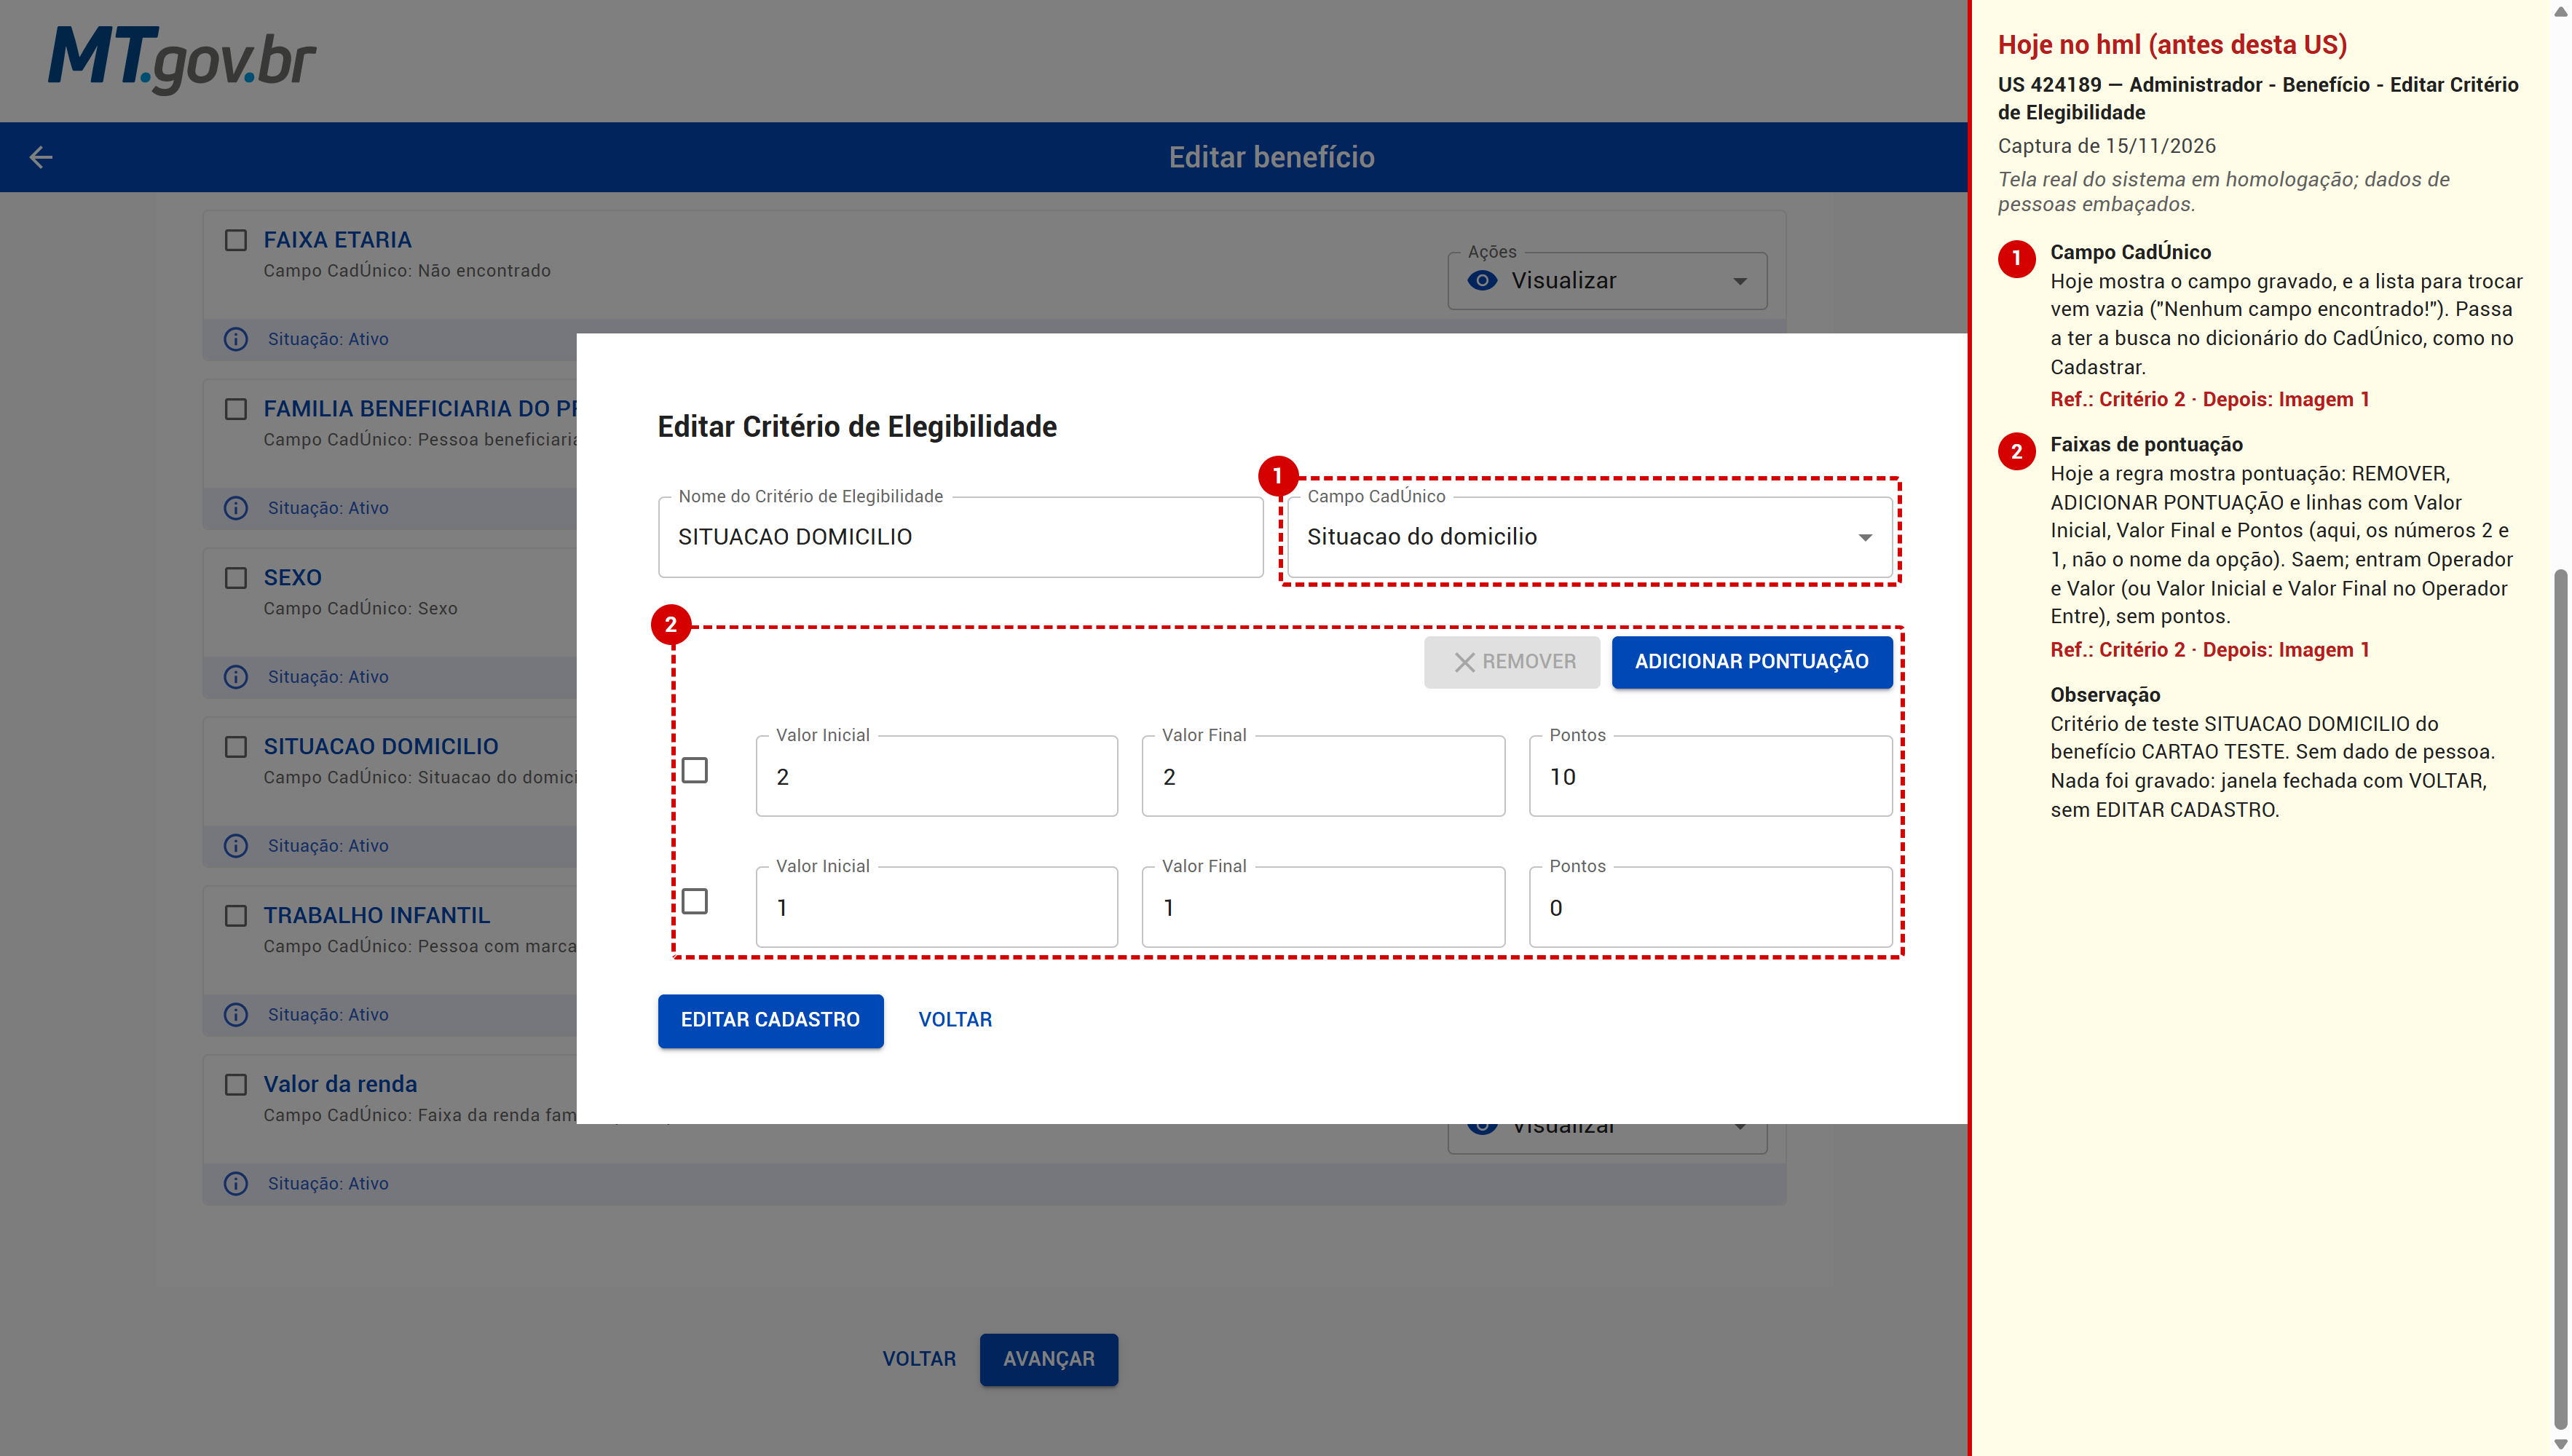 MT.gov.br
Editar benefício
FAIXA ETARIA
Campo CadÚnico: Não encontrado
Ações
Visualizar
Situação: Ativo
FAMILIA BENEFICIARIA DO
Campo CadÚnico: Pessoa
Situação: Ativo
SEXO
Campo CadÚnico: Sexo
Situação: Ativo
SITUACAO DOMICILIO
Campo CadÚnico: Situacao do
Situação: Ativo
TRABALHO INFANTIL
Campo CadÚnico: Pessoa com
Situação: Ativo
Valor da renda
Campo CadÚnico: Faixa da renda
Visualizar
Situação: Ativo
VOLTAR
AVANÇAR
Editar Critério de Elegibilidade
Nome do Critério de Elegibilidade
SITUACAO DOMICILIO
1
Campo CadÚnico
Situacao do domicilio
2
REMOVER
ADICIONAR PONTUAÇÃO
Valor Inicial
2
Valor Final
2
Pontos
10
Valor Inicial
1
Valor Final
1
Pontos
0
EDITAR CADASTRO
VOLTAR
Hoje no hml (antes desta US)
US 424189 — Administrador - Benefício - Editar Critério
de Elegibilidade
Captura de 15/11/2026
Tela real do sistema em homologação; dados de
pessoas embaçados.
1
Campo CadÚnico
Hoje mostra o campo gravado, e a lista para trocar
vem vazia ("Nenhum campo encontrado!"). Passa
a ter a busca no dicionário do CadÚnico, como no
Cadastrar.
Ref.: Critério 2 · Depois: Imagem 1
2
Faixas de pontuação
Hoje a regra mostra pontuação: REMOVER,
ADICIONAR PONTUAÇÃO e linhas com Valor
Inicial, Valor Final e Pontos (aqui, os números 2 e
1, não o nome da opção). Saem; entram Operador
e Valor (ou Valor Inicial e Valor Final no Operador
Entre), sem pontos.
Ref.: Critério 2 · Depois: Imagem 1
Observação
Critério de teste SITUACAO DOMICILIO do
benefício CARTAO TESTE. Sem dado de pessoa.
Nada foi gravado: janela fechada com VOLTAR,
sem EDITAR CADASTRO.